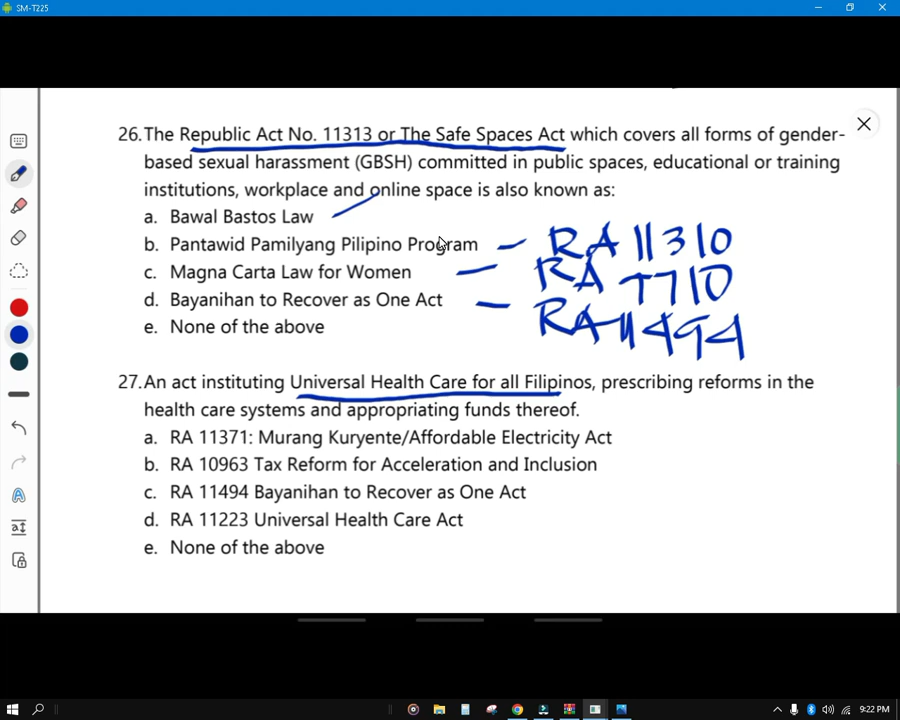 SM-T225
26. The Republic Act No. 11313 or The Safe Spaces Act which covers all forms of gender-
based sexual harassment (GBSH) committed in public spaces, educational or training
institutions, workplace and online space is also known as:
a. Bawal Bastos Law
b. Pantawid Pamilyang Pilipino Program – RA 11310
c. Magna Carta Law for Women – RA 7710
d. Bayanihan to Recover as One Act – RA 11494
e. None of the above
27. An act instituting Universal Health Care for all Filipinos, prescribing reforms in the
health care systems and appropriating funds thereof.
a. RA 11371: Murang Kuryente/Affordable Electricity Act
b. RA 10963 Tax Reform for Acceleration and Inclusion
c. RA 11494 Bayanihan to Recover as One Act
d. RA 11223 Universal Health Care Act
e. None of the above
9:22 PM